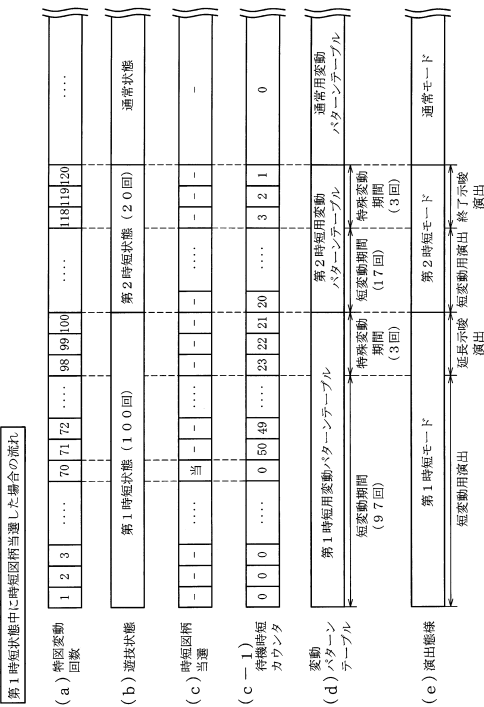 第１時短状態中に時短図柄当選した場合の流れ
(a) 特図変動
回数
1 2 3 ‥‥ 70 71 72 ‥‥ 98 99 100 ‥‥ 118 119 120 ‥‥
(b) 遊技状態
第１時短状態（１００回）
第２時短状態（２０回）
通常状態
(c) 時短図柄
当選
− − − ‥‥ 当 − − ‥‥ − − − − ‥‥ − − − −
(c－1)
待機時短
カウンタ
0 0 0 ‥‥ 0 50 49 ‥‥ 23 22 21 20 ‥‥ 3 2 1 0
(d) 変動
パターン
テーブル
第１時短用変動パターンテーブル
第２時短用変動
パターンテーブル
通常用変動
パターンテーブル
短変動期間
（９７回）
特殊変動
期間
（３回）
短変動期間
（17回）
特殊変動
期間
（３回）
(e) 演出態様
第１時短モード
第２時短モード
通常モード
短変動用演出
延長示唆
演出
短変動用演出
終了示唆
演出